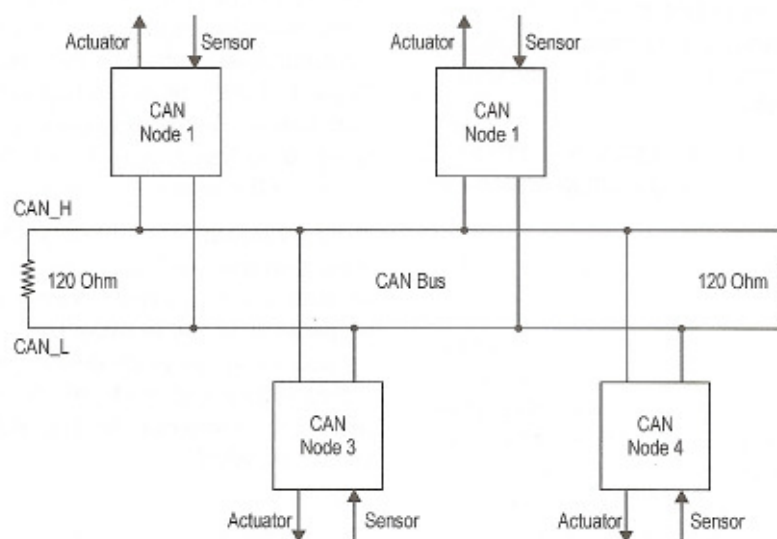 Actuator
Sensor
Actuator
Sensor
CAN
Node 1
CAN
Node 1
CAN_H
120 Ohm
CAN Bus
120 Ohm
CAN_L
CAN
Node 3
CAN
Node 4
Actuator
Sensor
Actuator
Sensor